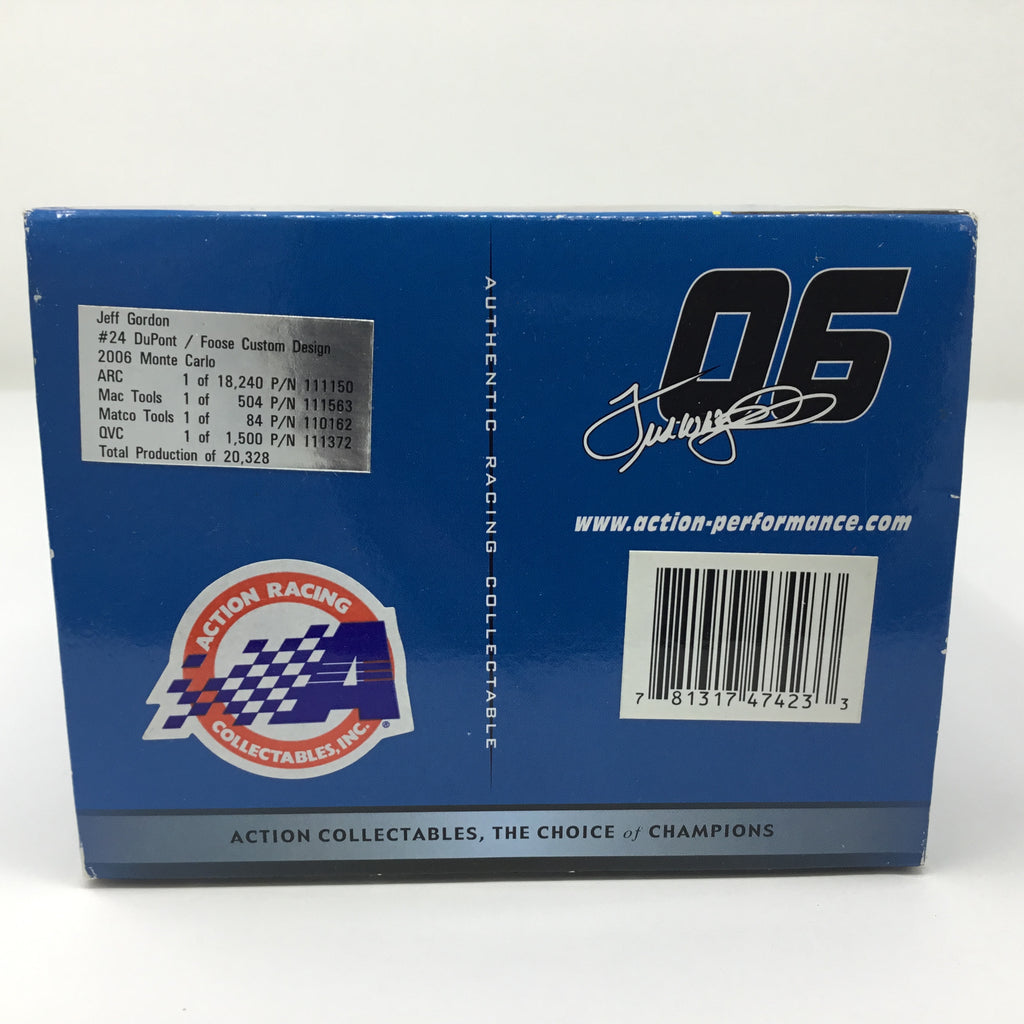 Jeff Gordon
#24 DuPont / Foose Custom Design
2006 Monte Carlo
ARC 1 of 18,240 P/N 111150
Mac Tools 1 of 504 P/N 111563
Matco Tools 1 of 84 P/N 110162
QVC 1 of 1,500 P/N 111372
Total Production of 20,328
ACTION RACING
A
COLLECTABLES, INC.
®
AUTHENTIC RACING COLLECTABLE
06
www.action-performance.com
7 81317 47423 3
ACTION COLLECTABLES, THE CHOICE of CHAMPIONS